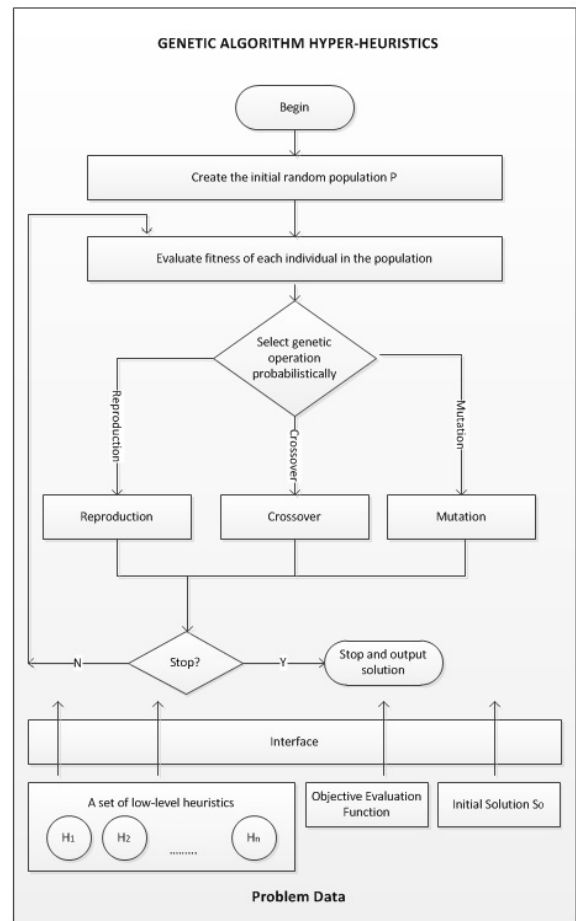 GENETIC ALGORITHM HYPER-HEURISTICS
Begin
Create the initial random population P
Evaluate fitness of each individual in the population
Select genetic
operation
probabilistically
Reproduction
Crossover
Mutation
Reproduction
Crossover
Mutation
N
Stop?
Y
Stop and output
solution
Interface
A set of low-level heuristics
H1
H2
.........
Hn
Objective Evaluation
Function
Initial Solution S0
Problem Data